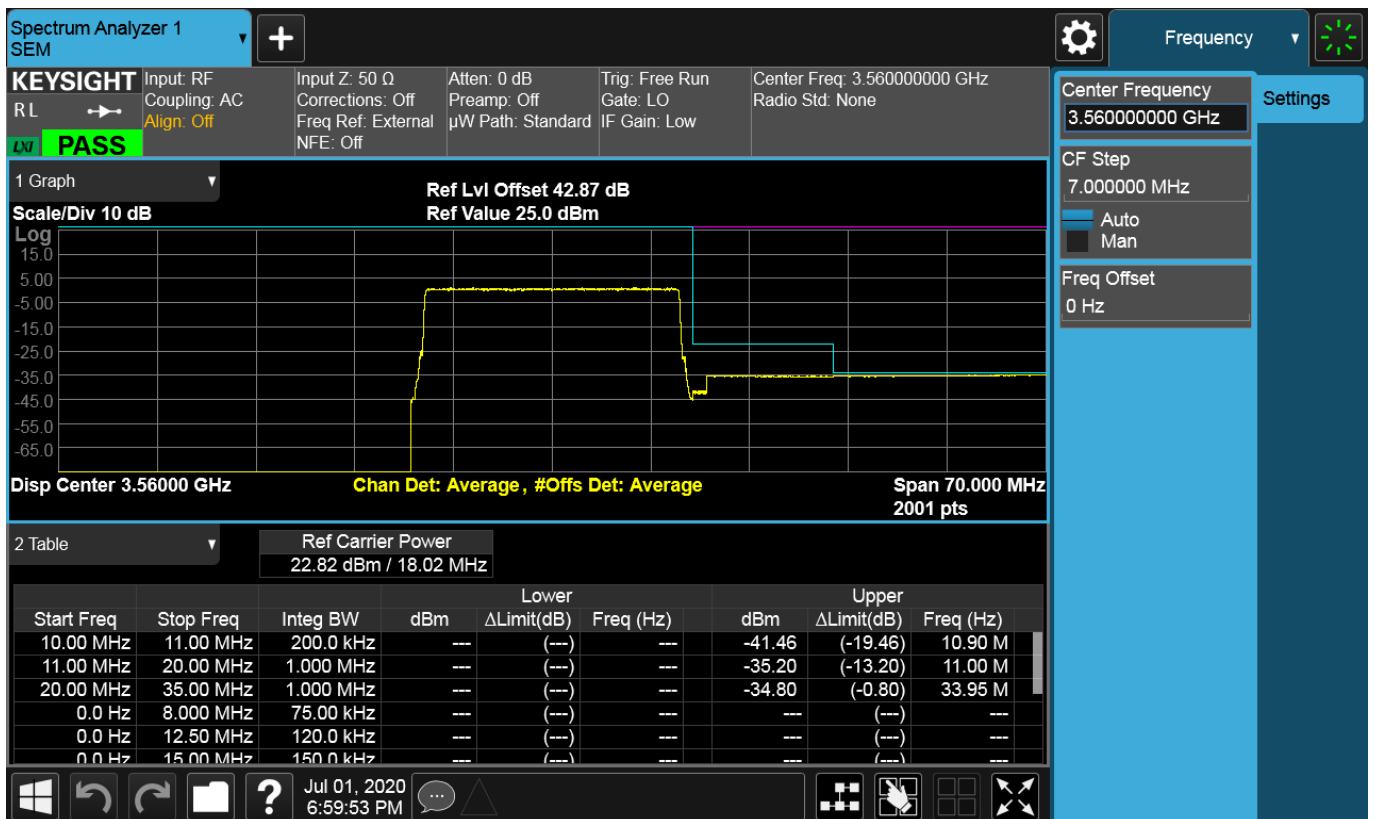 Spectrum Analyzer 1
SEM
Frequency
KEYSIGHT
R L
LXI PASS
Input: RF
Coupling: AC
Align: Off
Input Z: 50 Ω
Corrections: Off
Freq Ref: External
NFE: Off
Atten: 0 dB
Preamp: Off
µW Path: Standard
Trig: Free Run
Gate: LO
IF Gain: Low
Center Freq: 3.560000000 GHz
Radio Std: None
Center Frequency
3.560000000 GHz
Settings
CF Step
7.000000 MHz
Auto
Man
Freq Offset
0 Hz
1 Graph
Ref Lvl Offset 42.87 dB
Scale/Div 10 dB
Ref Value 25.0 dBm
Log
15.0
5.00
-5.00
-15.0
-25.0
-35.0
-45.0
-55.0
-65.0
Disp Center 3.56000 GHz
Chan Det: Average, #Offs Det: Average
Span 70.000 MHz
2001 pts
2 Table
Ref Carrier Power
22.82 dBm / 18.02 MHz
Lower Upper
Start Freq Stop Freq Integ BW dBm ΔLimit(dB) Freq (Hz) dBm ΔLimit(dB) Freq (Hz)
10.00 MHz 11.00 MHz 200.0 kHz --- (---) --- -41.46 (-19.46) 10.90 M
11.00 MHz 20.00 MHz 1.000 MHz --- (---) --- -35.20 (-13.20) 11.00 M
20.00 MHz 35.00 MHz 1.000 MHz --- (---) --- -34.80 (-0.80) 33.95 M
0.0 Hz 8.000 MHz 75.00 kHz --- (---) --- --- (---) ---
0.0 Hz 12.50 MHz 120.0 kHz --- (---) --- --- (---) ---
0.0 Hz 15.00 MHz 150.0 kHz --- (---) --- --- (---) ---
Jul 01, 2020
6:59:53 PM